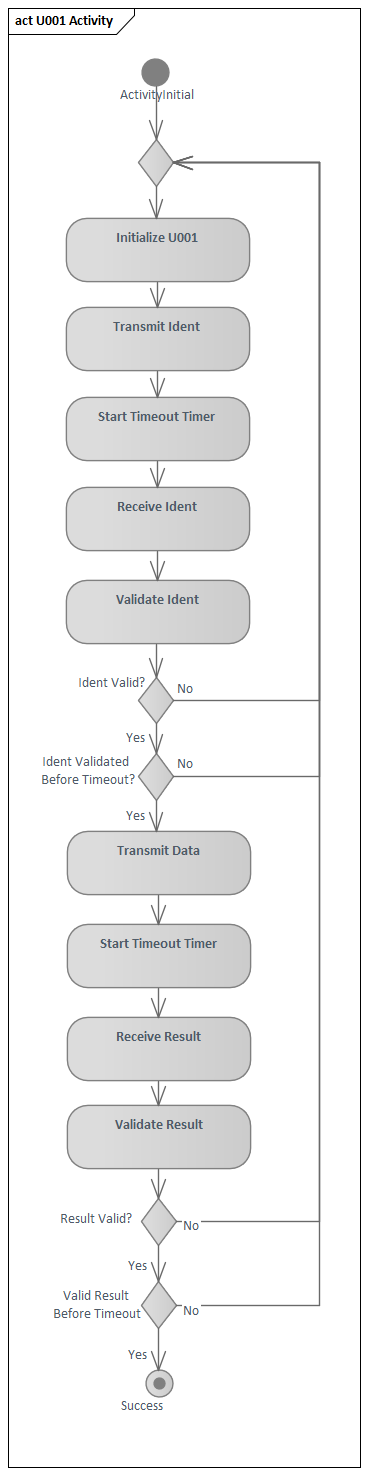 act U001 Activity
ActivityInitial
Initialize U001
Transmit Ident
Start Timeout Timer
Receive Ident
Validate Ident
Ident Valid?
No
Yes
Ident Validated
Before Timeout?
No
Yes
Transmit Data
Start Timeout Timer
Receive Result
Validate Result
Result Valid?
No
Yes
Valid Result
Before Timeout
No
Yes
Success